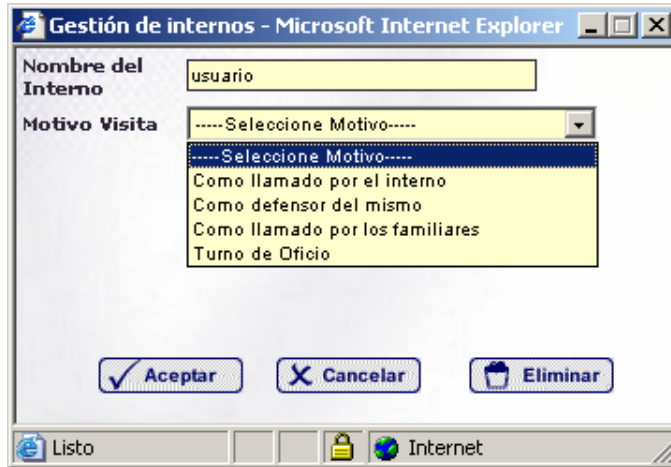 Gestión de internos - Microsoft Internet Explorer
Nombre del
Interno
usuario
Motivo Visita
-----Seleccione Motivo-----
-----Seleccione Motivo-----
Como llamado por el interno
Como defensor del mismo
Como llamado por los familiares
Turno de Oficio
Aceptar
Cancelar
Eliminar
Listo
Internet